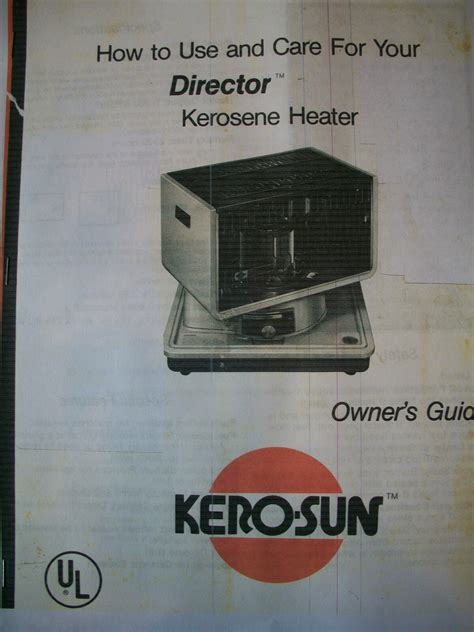 How to Use and Care For Your
Director™
Kerosene Heater
Owner's Guid
KERO-SUN™
UL
®